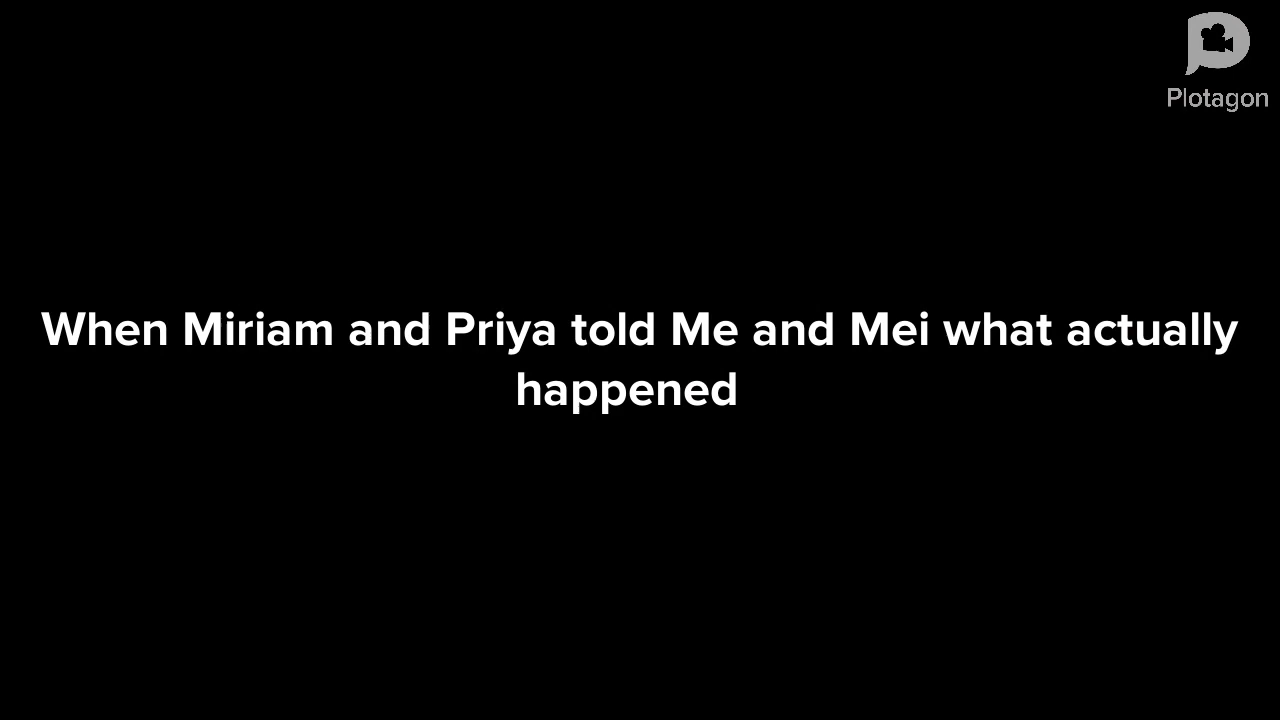 Plotagon
When Miriam and Priya told Me and Mei what actually
happened